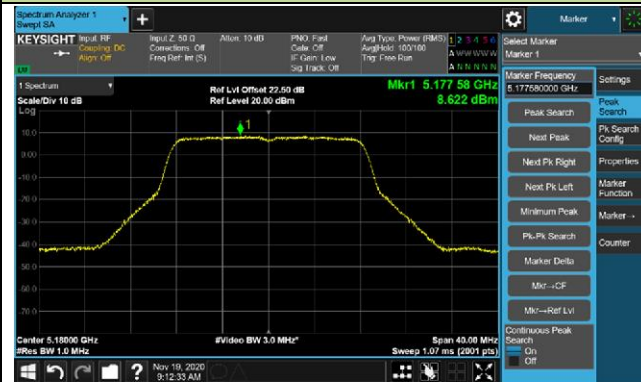 Spectrum Analyzer 1
Swept SA
Marker
KEYSIGHT
Input: RF
Coupling: DC
Align: Off
Input Z: 50 Ω
Corrections: Off
Freq Ref: Int (S)
Atten: 10 dB
PNO: Fast
Gate: Off
IF Gain: Low
Sig Track: Off
Avg Type: Power (RMS)
Avg|Hold: 100/100
Trig: Free Run
1 2 3 4 5 6
A W W W W W
A N N N N N
Select Marker
Marker 1
1 Spectrum
Scale/Div 10 dB
Log
Ref Lvl Offset 22.50 dB
Ref Level 20.00 dBm
Mkr1 5.177 58 GHz
8.622 dBm
1
10.0
0.00
-10.0
-20.0
-30.0
-40.0
-50.0
-60.0
-70.0
Center 5.18000 GHz
#Res BW 1.0 MHz
#Video BW 3.0 MHz*
Span 40.00 MHz
Sweep 1.07 ms (2001 pts)
Marker Frequency
5.177580000 GHz
Peak Search
Next Peak
Next Pk Right
Next Pk Left
Minimum Peak
Pk-Pk Search
Marker Delta
Mkr→CF
Mkr→Ref Lvl
Continuous Peak
Search
On
Off
Settings
Peak
Search
Pk Search
Config
Properties
Marker
Function
Marker→
Counter
Nov 19, 2020
9:12:33 AM